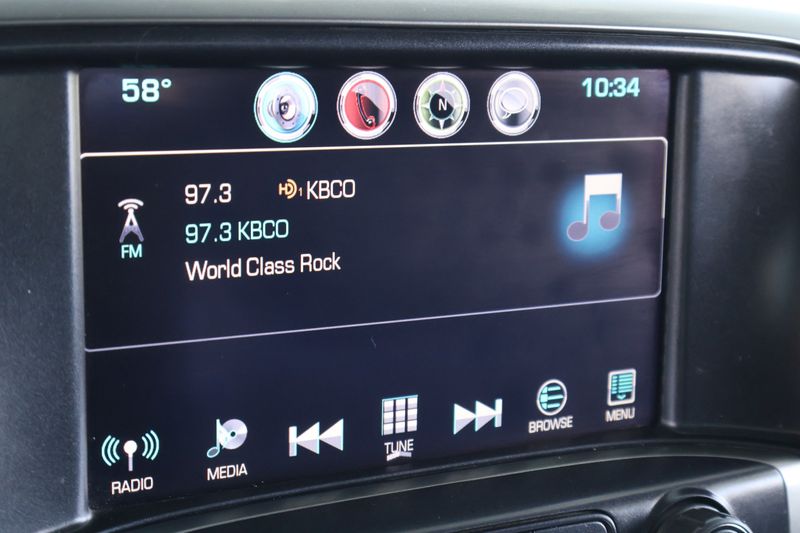 58°
N
10:34
97.3 HD1 KBCO
FM
97.3 KBCO
World Class Rock
RADIO
MEDIA
TUNE
BROWSE
MENU